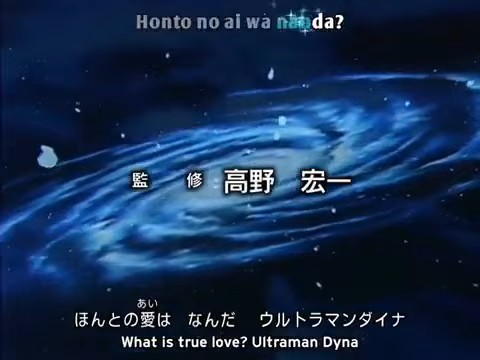 Honto no ai wa nanda?
監修 高野 宏一
あい
ほんとの愛は なんだ ウルトラマンダイナ
What is true love? Ultraman Dyna